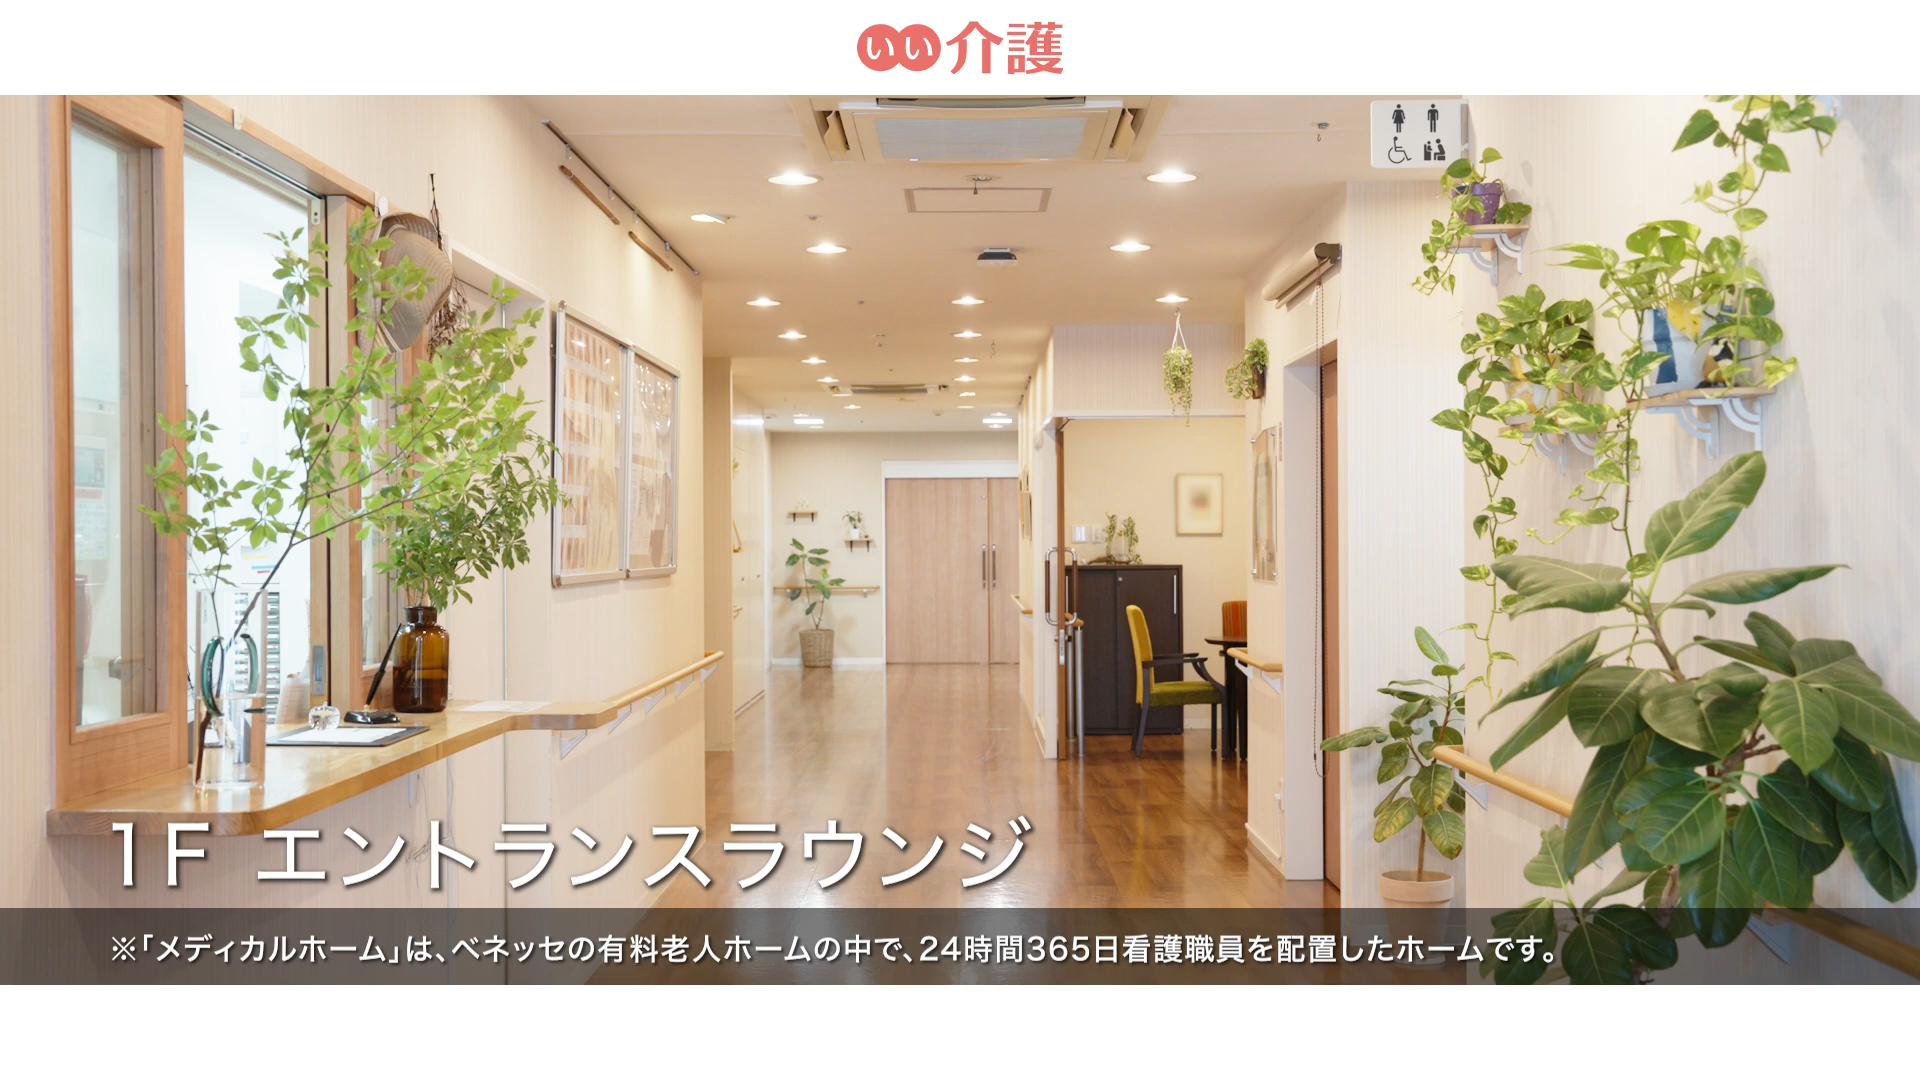 いい介護
1F エントランスラウンジ
※「メディカルホーム」は、ベネッセの有料老人ホームの中で、24時間365日看護職員を配置したホームです。